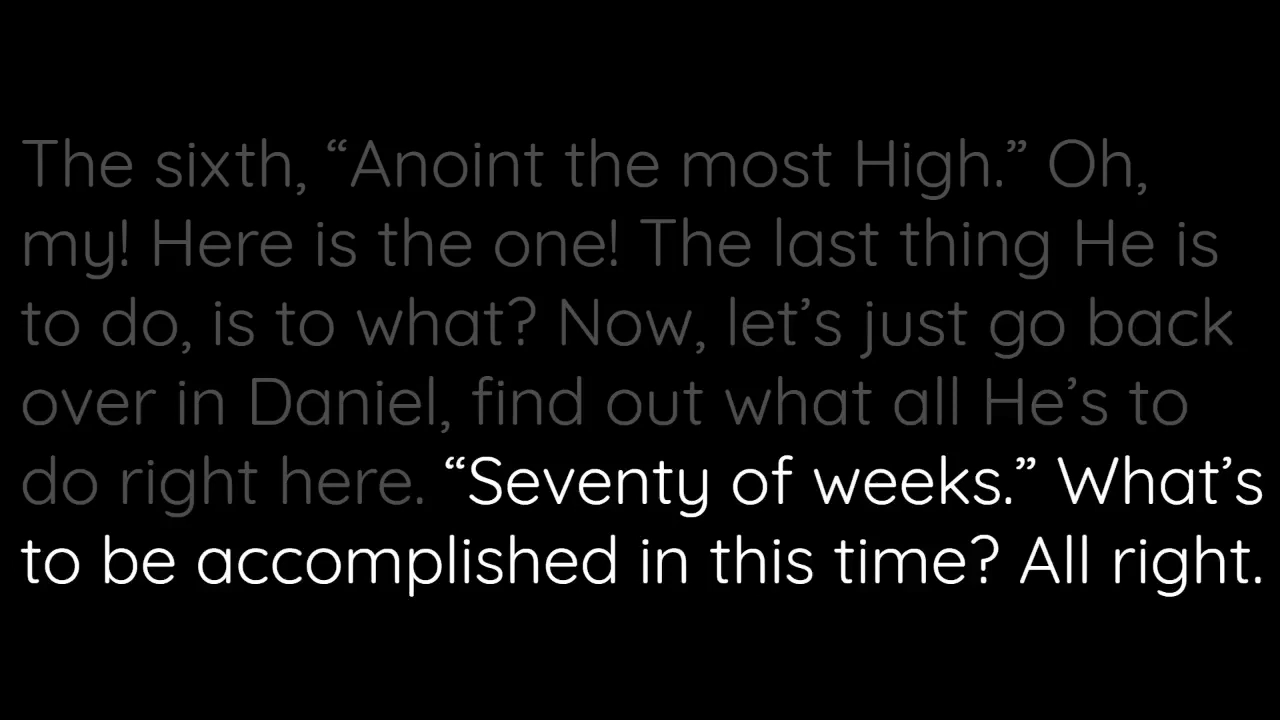 The sixth, “Anoint the most High.” Oh,
my! Here is the one! The last thing He is
to do, is to what? Now, let’s just go back
over in Daniel, find out what all He’s to
do right here. “Seventy of weeks.” What’s
to be accomplished in this time? All right.